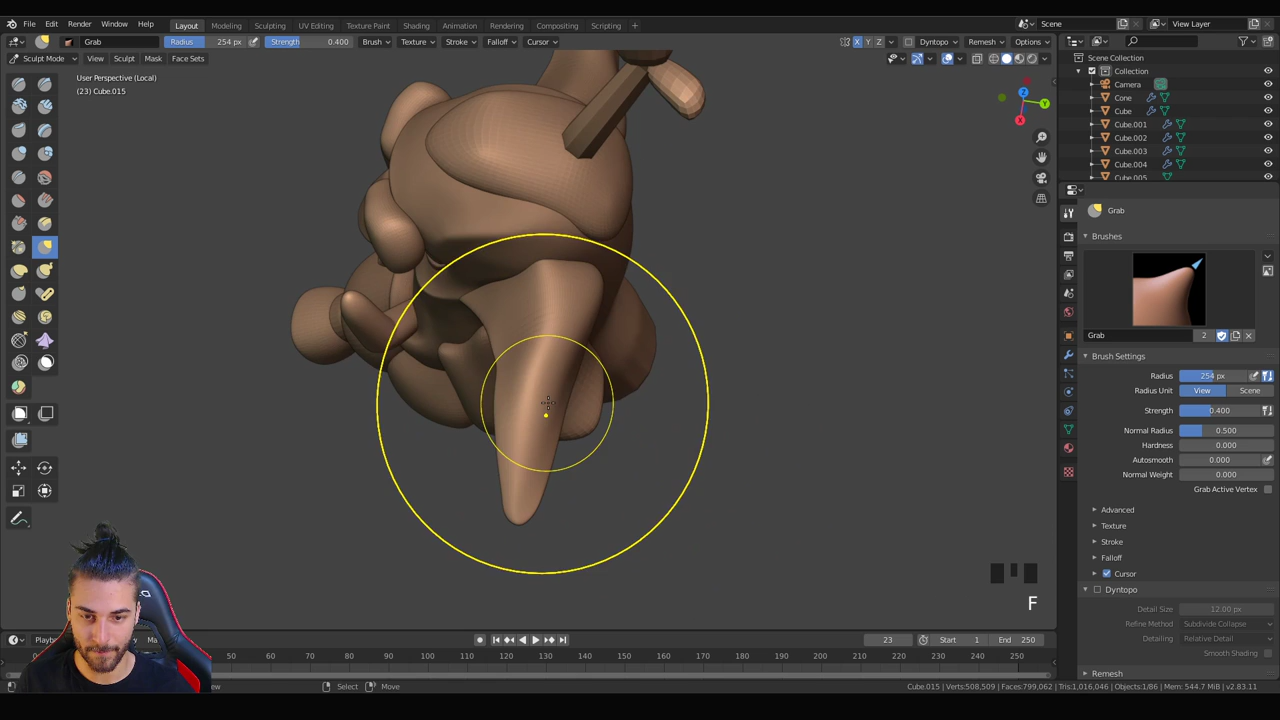 File Edit Render Window Help Layout Modeling Sculpting UV Editing Texture Paint Shading Animation Rendering Compositing Scripting + Scene View Layer
Grab Radius 254 px Strength 0.400 Brush Texture Stroke Falloff Cursor X Y Z Dyntopo Remesh Options
Sculpt Mode View Sculpt Mask Face Sets
User Perspective (Local)
(23) Cube.015
Z
Y
X
Scene Collection
Collection
Camera
Cone
Cube
Cube.001
Cube.002
Cube.003
Cube.004
Cube.005
Grab
Brushes
Grab 2
Brush Settings
Radius 254 px
Radius Unit View Scene
Strength 0.400
Normal Radius 0.500
Hardness 0.000
Autosmooth 0.000
Normal Weight 0.000
Grab Active Vertex
Advanced
Texture
Stroke
Falloff
Cursor
Dyntopo
Detail Size 12.00 px
Refine Method Subdivide Collapse
Detailing Relative Detail
Smooth Shading
Remesh
F
23 Start 1 End 250
50 60 70 80 90 100 110 120 130 140 150 160 170 180 190 200 210 220 230 240 250
Select Move Cube.015 | Verts:508,509 | Faces:799,062 | Tris:1,016,046 | Objects:1/86 | Mem: 544.7 MiB | v2.83.11